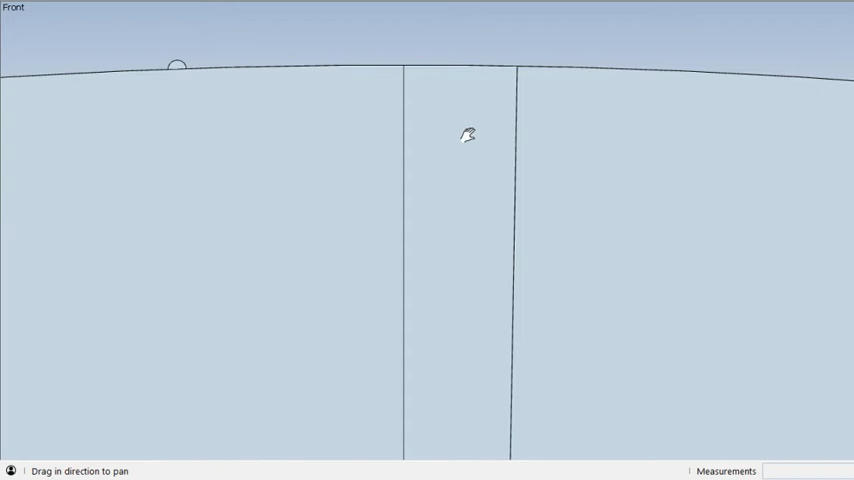 Front
Drag in direction to pan
Measurements